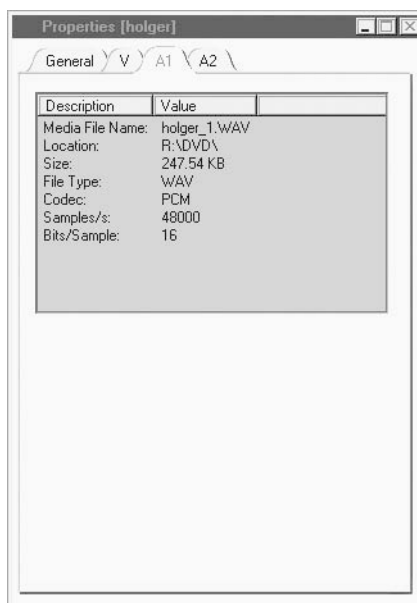 Properties [holger]
General V A1 A2
Description Value
Media File Name: holger_1.WAV
Location: R:\DVD\
Size: 247.54 KB
File Type: WAV
Codec: PCM
Samples/s: 48000
Bits/Sample: 16